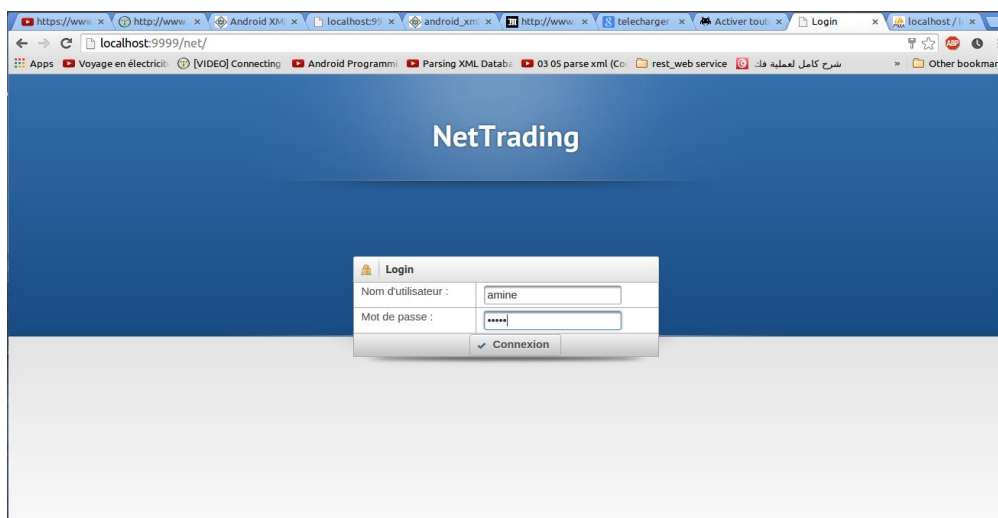 https://www
http://www.
Android XM
localhost:99
android_xml
http://www.
telecharger
Activer tout
Login
localhost / l
localhost:9999/net/
Apps
Voyage en électricit
[VIDEO] Connecting
Android Programmi
Parsing XML Databa
03 05 parse xml (Co
rest_web service
شرح كامل لعملية فك
»
Other bookmar
NetTrading
Login
Nom d'utilisateur :
amine
Mot de passe :
•••••
Connexion